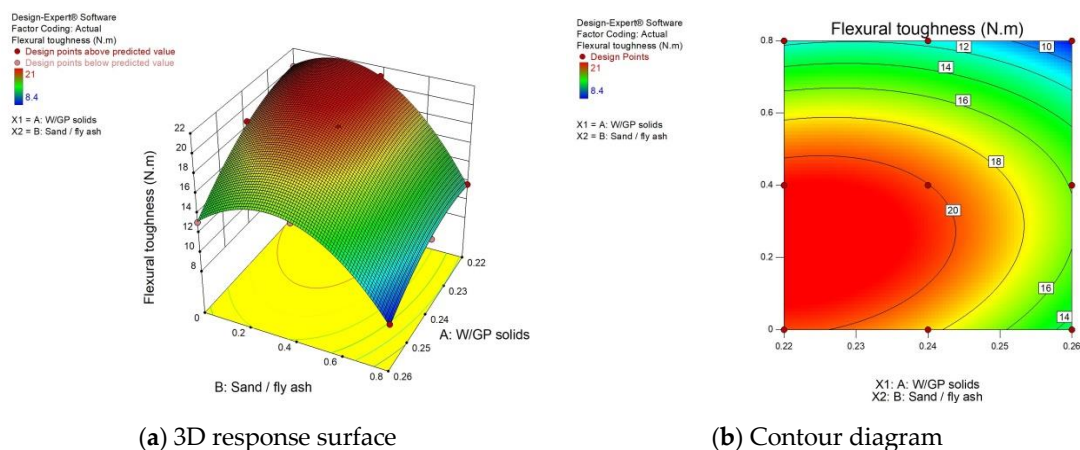 Design-Expert® Software
Factor Coding: Actual
Flexural toughness (N.m)
Design points above predicted value
Design points below predicted value
21
8.4
X1 = A: W/GP solids
X2 = B: Sand / fly ash
Flexural toughness (N.m)
22
20
18
16
14
12
10
8
0
0.2
0.4
0.6
0.8
B: Sand / fly ash
0.22
0.23
0.24
0.25
0.26
A: W/GP solids
(a) 3D response surface
Design-Expert® Software
Factor Coding: Actual
Flexural toughness (N.m)
Design Points
21
8.4
X1 = A: W/GP solids
X2 = B: Sand / fly ash
Flexural toughness (N.m)
0.8
0.6
0.4
0.2
0
12
10
14
16
18
20
16
14
0.22
0.23
0.24
0.25
0.26
X1: A: W/GP solids
X2: B: Sand / fly ash
(b) Contour diagram